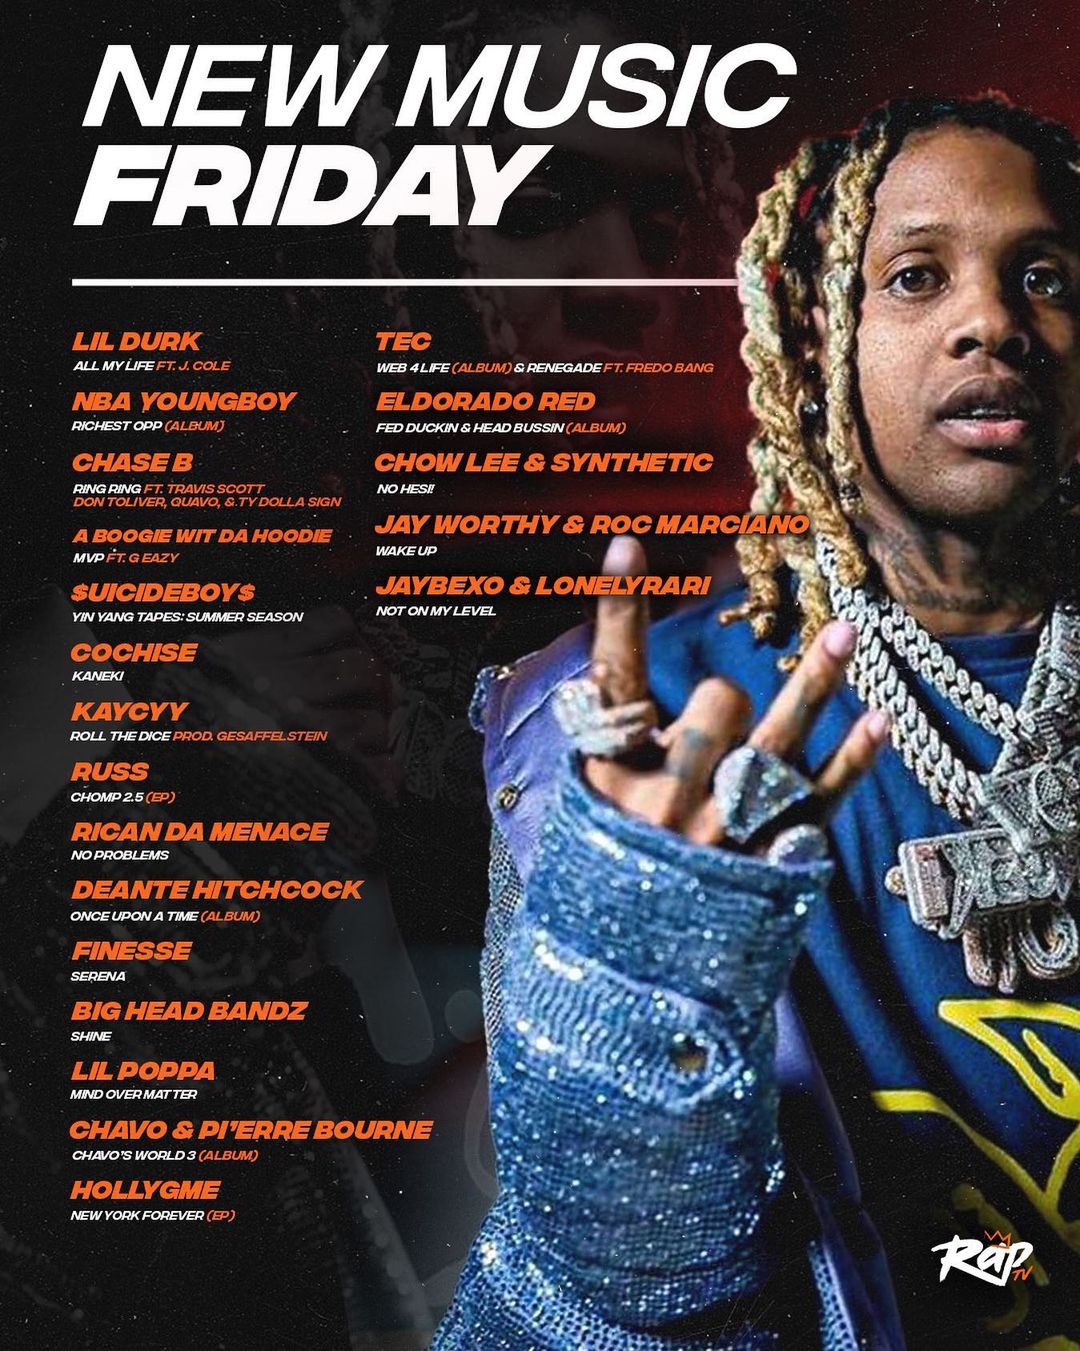 NEW MUSIC
FRIDAY
LIL DURK
ALL MY LIFE FT. J. COLE
NBA YOUNGBOY
RICHEST OPP (ALBUM)
CHASE B
RING RING FT. TRAVIS SCOTT
DON TOLIVER, QUAVO, & TY DOLLA SIGN
A BOOGIE WIT DA HOODIE
MVP FT. G EAZY
$UICIDEBOY$
YIN YANG TAPES: SUMMER SEASON
COCHISE
KANEKI
KAYCYY
ROLL THE DICE PROD. GESAFFELSTEIN
RUSS
CHOMP 2.5 (EP)
RICAN DA MENACE
NO PROBLEMS
DEANTE HITCHCOCK
ONCE UPON A TIME (ALBUM)
FINESSE
SERENA
BIG HEAD BANDZ
SHINE
LIL POPPA
MIND OVER MATTER
CHAVO & PI'ERRE BOURNE
CHAVO'S WORLD 3 (ALBUM)
HOLLYGME
NEW YORK FOREVER (EP)
TEC
WEB 4 LIFE (ALBUM) & RENEGADE FT. FREDO BANG
ELDORADO RED
FED DUCKIN & HEAD BUSSIN (ALBUM)
CHOW LEE & SYNTHETIC
NO HESI!
JAY WORTHY & ROC MARCIANO
WAKE UP
JAYBEXO & LONELYRARI
NOT ON MY LEVEL
Rap TV